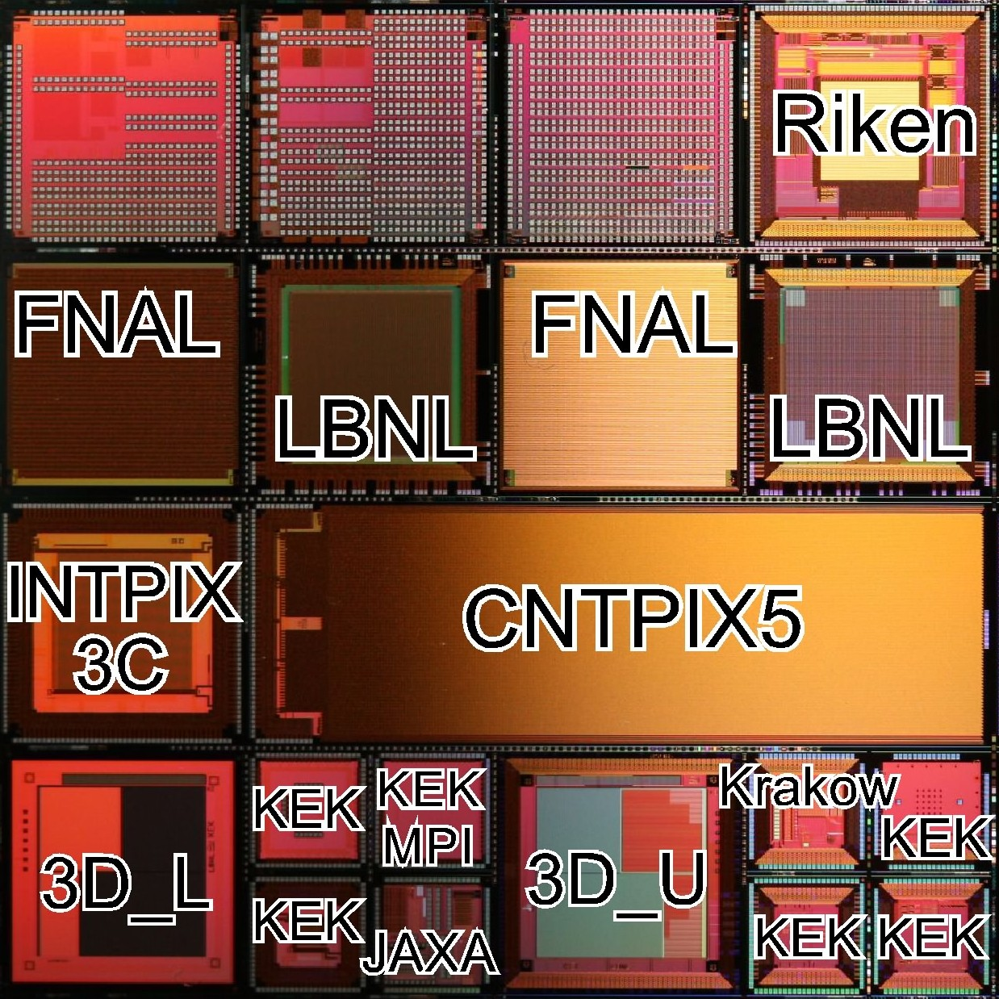 Riken
FNAL
LBNL
FNAL
LBNL
INTPIX
3C
CNTPIX5
3D_L
KEK
KEK
MPI
KEK
JAXA
3D_U
Krakow
KEK
KEK
KEK